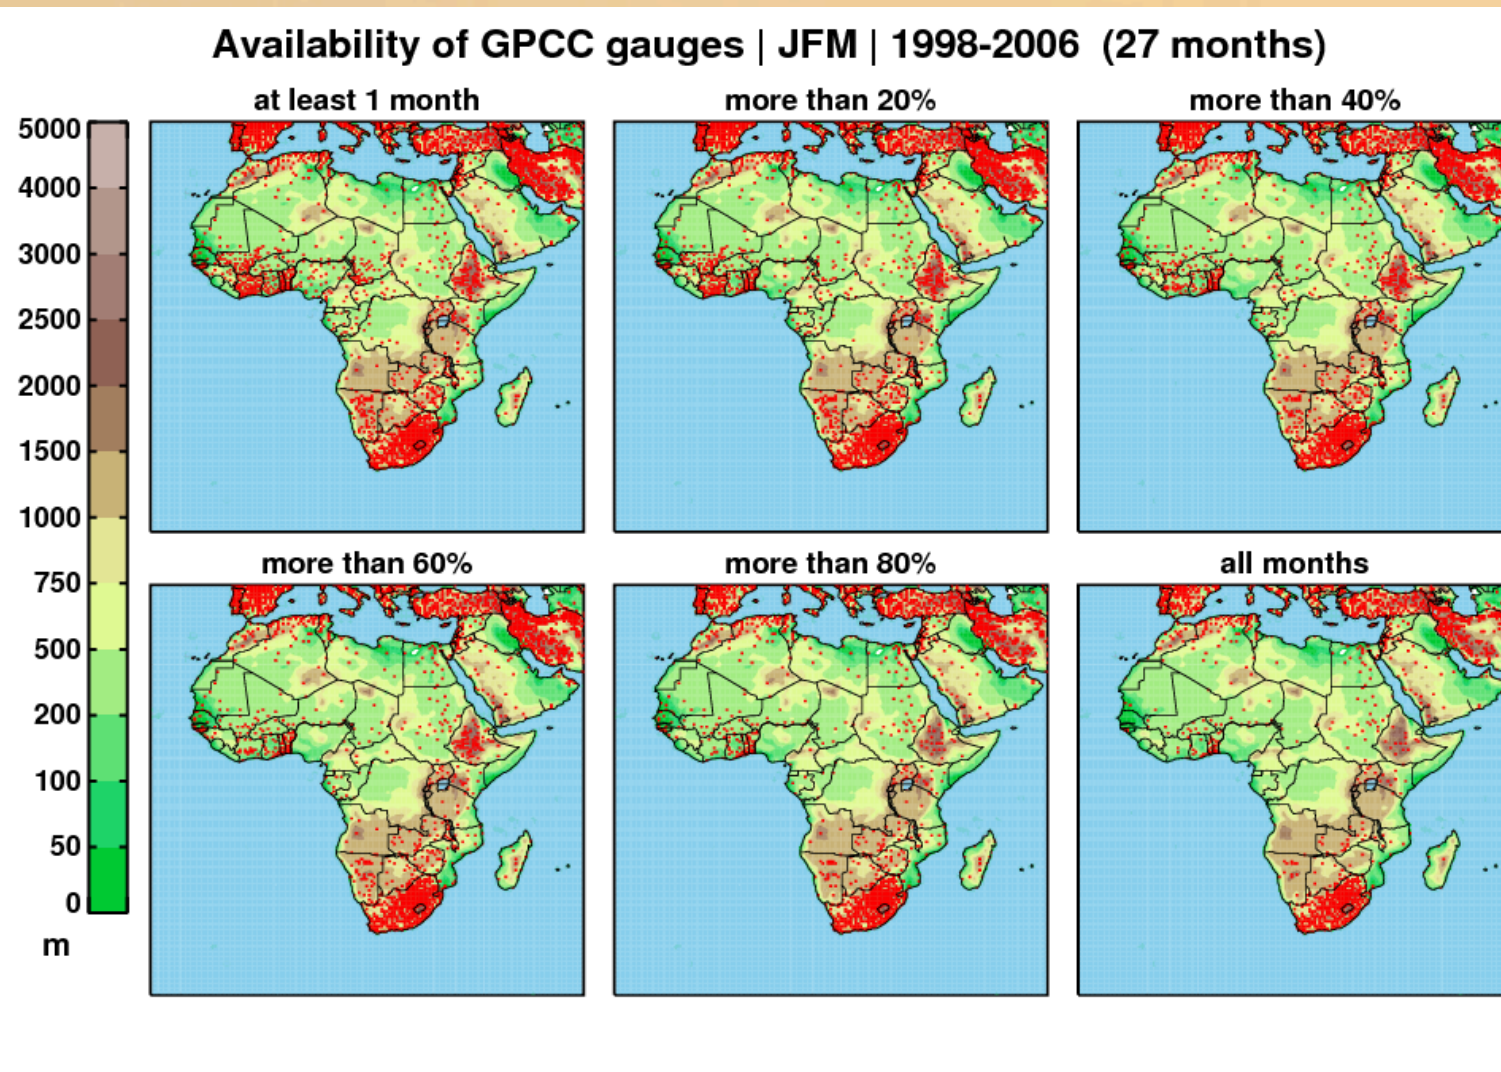 Availability of GPCC gauges | JFM | 1998-2006 (27 months)
at least 1 month
more than 20%
more than 40%
5000
4000
3000
2500
2000
1500
1000
750
500
200
100
50
0
m
more than 60%
more than 80%
all months